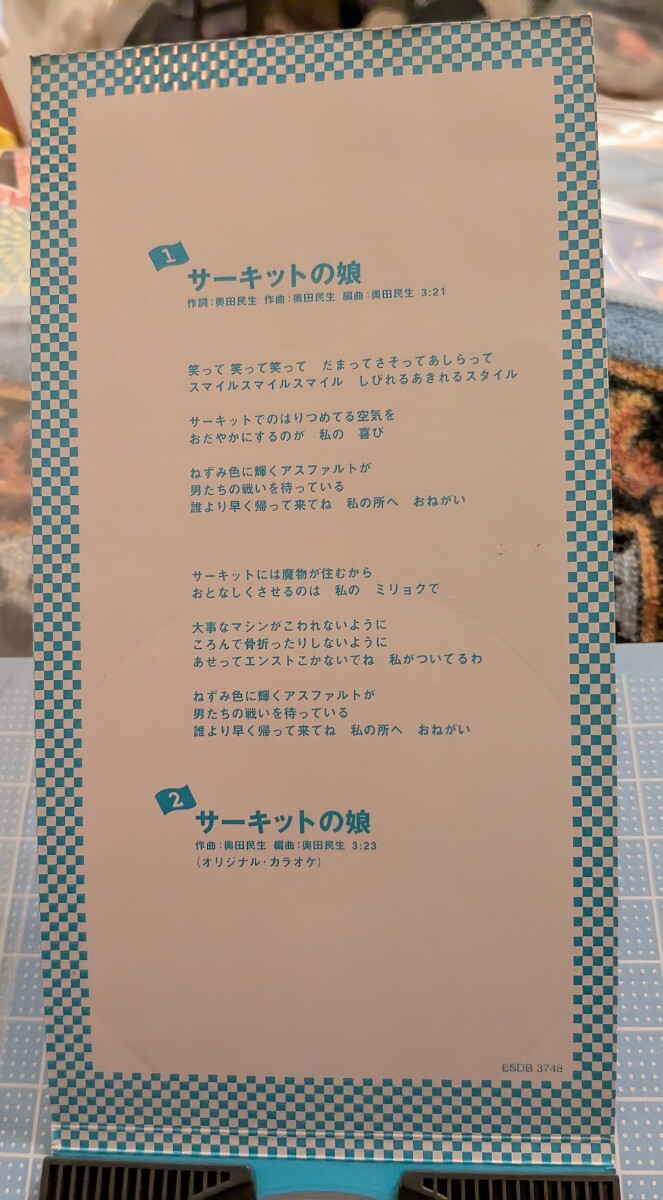 1
サーキットの娘
作詞：奥田民生 作曲：奥田民生 編曲：奥田民生 3:21
笑って 笑って笑って　だまってさそってあしらって
スマイルスマイルスマイル　しびれるあきれるスタイル
サーキットでのはりつめてる空気を
おだやかにするのが　私の　喜び
ねずみ色に輝くアスファルトが
男たちの戦いを待っている
誰より早く帰って来てね　私の所へ　おねがい
サーキットには魔物が住むから
おとなしくさせるのは　私の　ミリョクで
大事なマシンがこわれないように
ころんで骨折ったりしないように
あせってエンストこかないでね　私がついてるわ
ねずみ色に輝くアスファルトが
男たちの戦いを待っている
誰より早く帰って来てね　私の所へ　おねがい
2
サーキットの娘
作曲：奥田民生 編曲：奥田民生 3:23
(オリジナル・カラオケ)
ESDB 3748